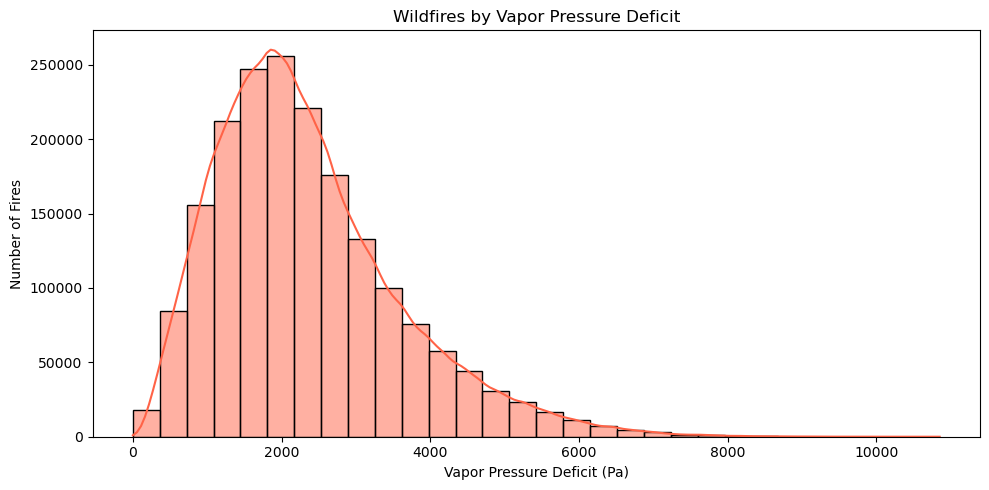 Wildfires by Vapor Pressure Deficit
250000
200000
150000
100000
50000
0
Number of Fires
0 2000 4000 6000 8000 10000
Vapor Pressure Deficit (Pa)